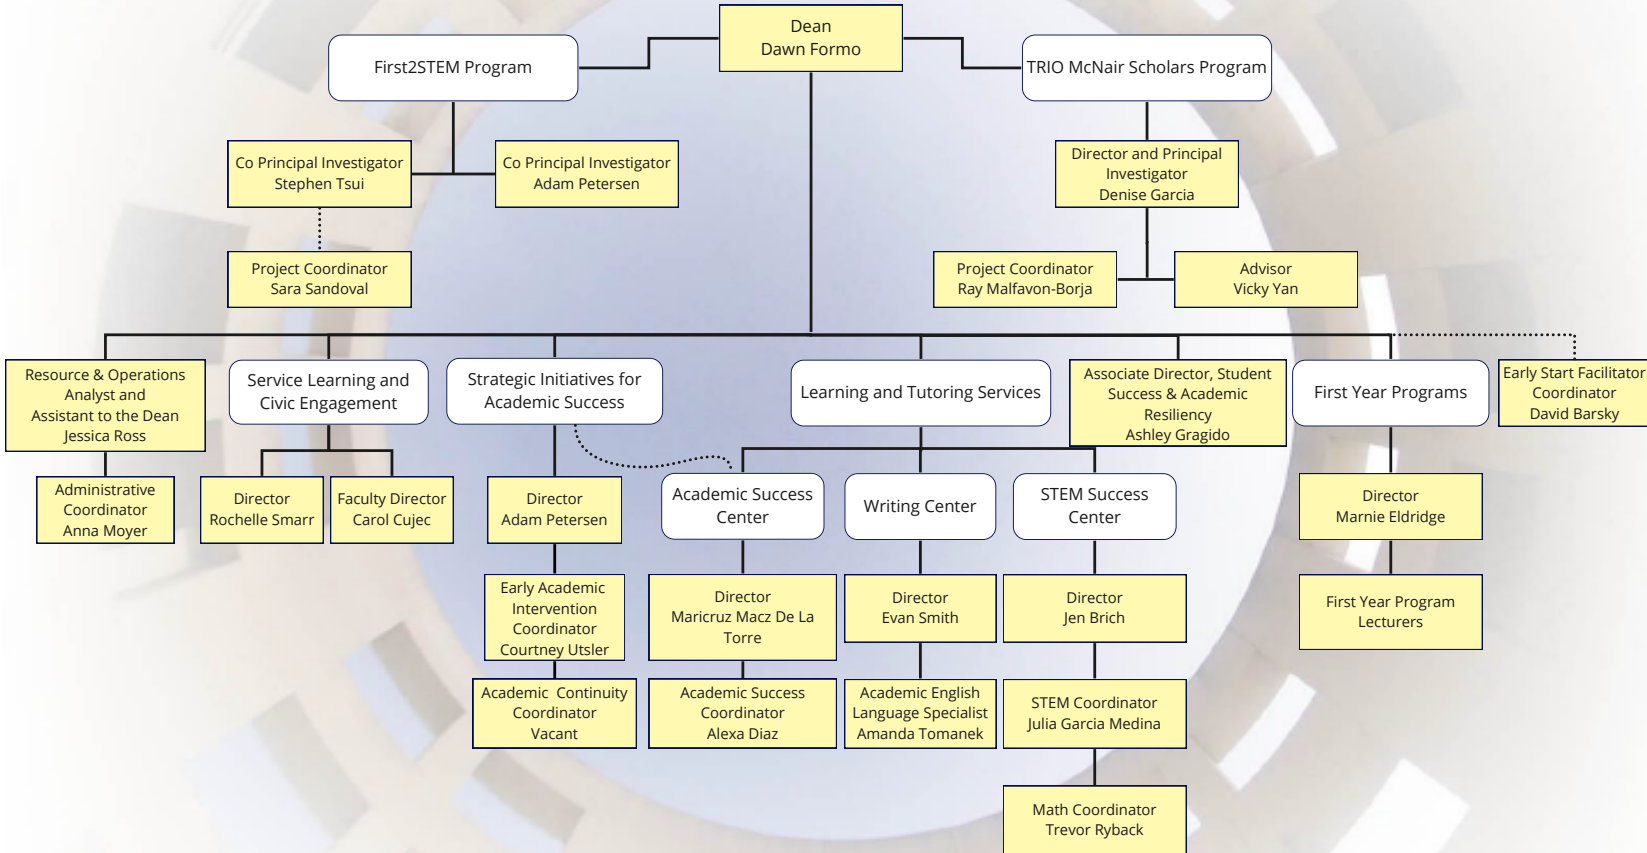 Dean
Dawn Formo
First2STEM Program
TRIO McNair Scholars Program
Co Principal Investigator
Stephen Tsui
Co Principal Investigator
Adam Petersen
Director and Principal
Investigator
Denise Garcia
Project Coordinator
Sara Sandoval
Project Coordinator
Ray Malfavon-Borja
Advisor
Vicky Yan
Resource & Operations
Analyst and
Assistant to the Dean
Jessica Ross
Service Learning and
Civic Engagement
Strategic Initiatives for
Academic Success
Learning and Tutoring Services
Associate Director, Student
Success & Academic
Resiliency
Ashley Gragido
First Year Programs
Early Start Facilitator
Coordinator
David Barsky
Administrative
Coordinator
Anna Moyer
Director
Rochelle Smarr
Faculty Director
Carol Cujec
Director
Adam Petersen
Academic Success
Center
Writing Center
STEM Success
Center
Director
Marnie Eldridge
Early Academic
Intervention
Coordinator
Courtney Utsler
Director
Maricruz Macz De La
Torre
Director
Evan Smith
Director
Jen Brich
First Year Program
Lecturers
Academic Continuity
Coordinator
Vacant
Academic Success
Coordinator
Alexa Diaz
Academic English
Language Specialist
Amanda Tomanek
STEM Coordinator
Julia Garcia Medina
Math Coordinator
Trevor Ryback